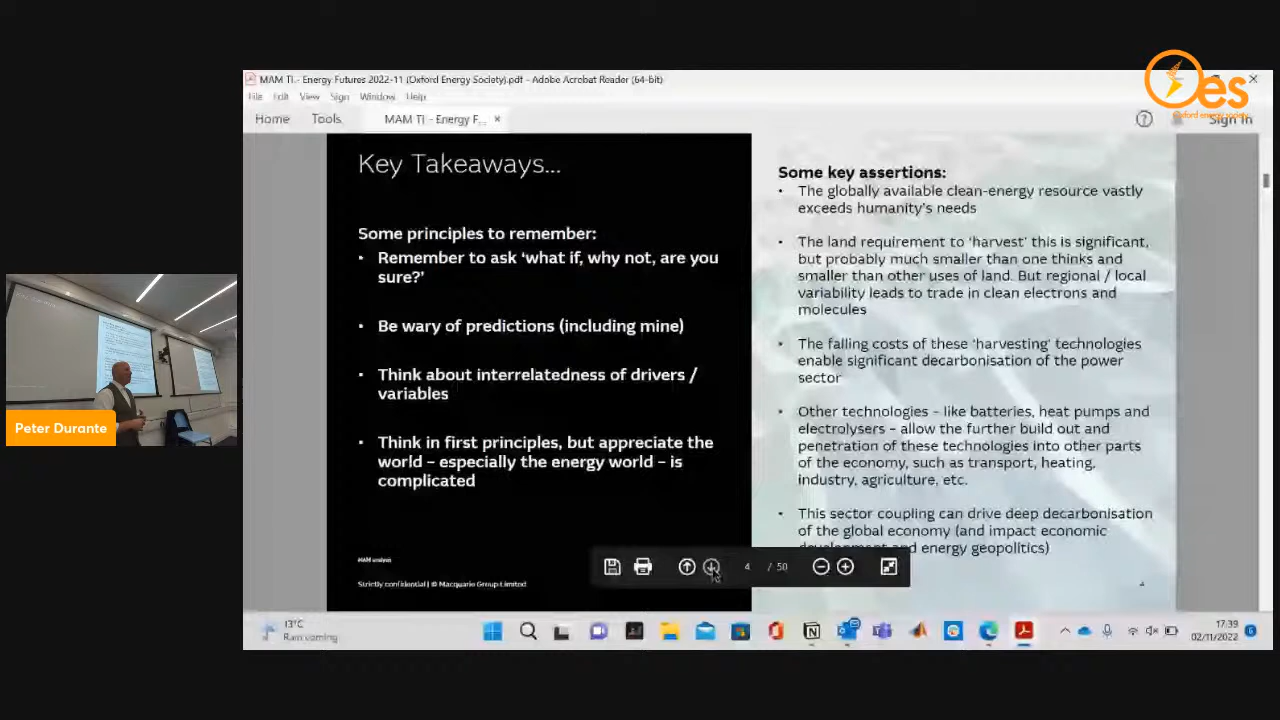 MAM TI - Energy Futures 2022-11 (Oxford Energy Society).pdf - Adobe Acrobat Reader (64-bit)
File Edit View Sign Window Help
Home Tools MAM TI - Energy F... ×
Sign In
oes
Oxford energy society
Key Takeaways...
Some principles to remember:
• Remember to ask ‘what if, why not, are you
sure?’
• Be wary of predictions (including mine)
• Think about interrelatedness of drivers /
variables
• Think in first principles, but appreciate the
world – especially the energy world – is
complicated
MAM analysis
Strictly confidential | © Macquarie Group Limited
Some key assertions:
• The globally available clean-energy resource vastly
exceeds humanity's needs
• The land requirement to ‘harvest’ this is significant,
but probably much smaller than one thinks and
smaller than other uses of land. But regional / local
variability leads to trade in clean electrons and
molecules
• The falling costs of these ‘harvesting’ technologies
enable significant decarbonisation of the power
sector
• Other technologies – like batteries, heat pumps and
electrolysers – allow the further build out and
penetration of these technologies into other parts
of the economy, such as transport, heating,
industry, agriculture, etc.
• This sector coupling can drive deep decarbonisation
of the global economy (and impact economic
development and energy geopolitics)
4
4 / 50
Peter Durante
13°C
Rain coming
17:39
02/11/2022